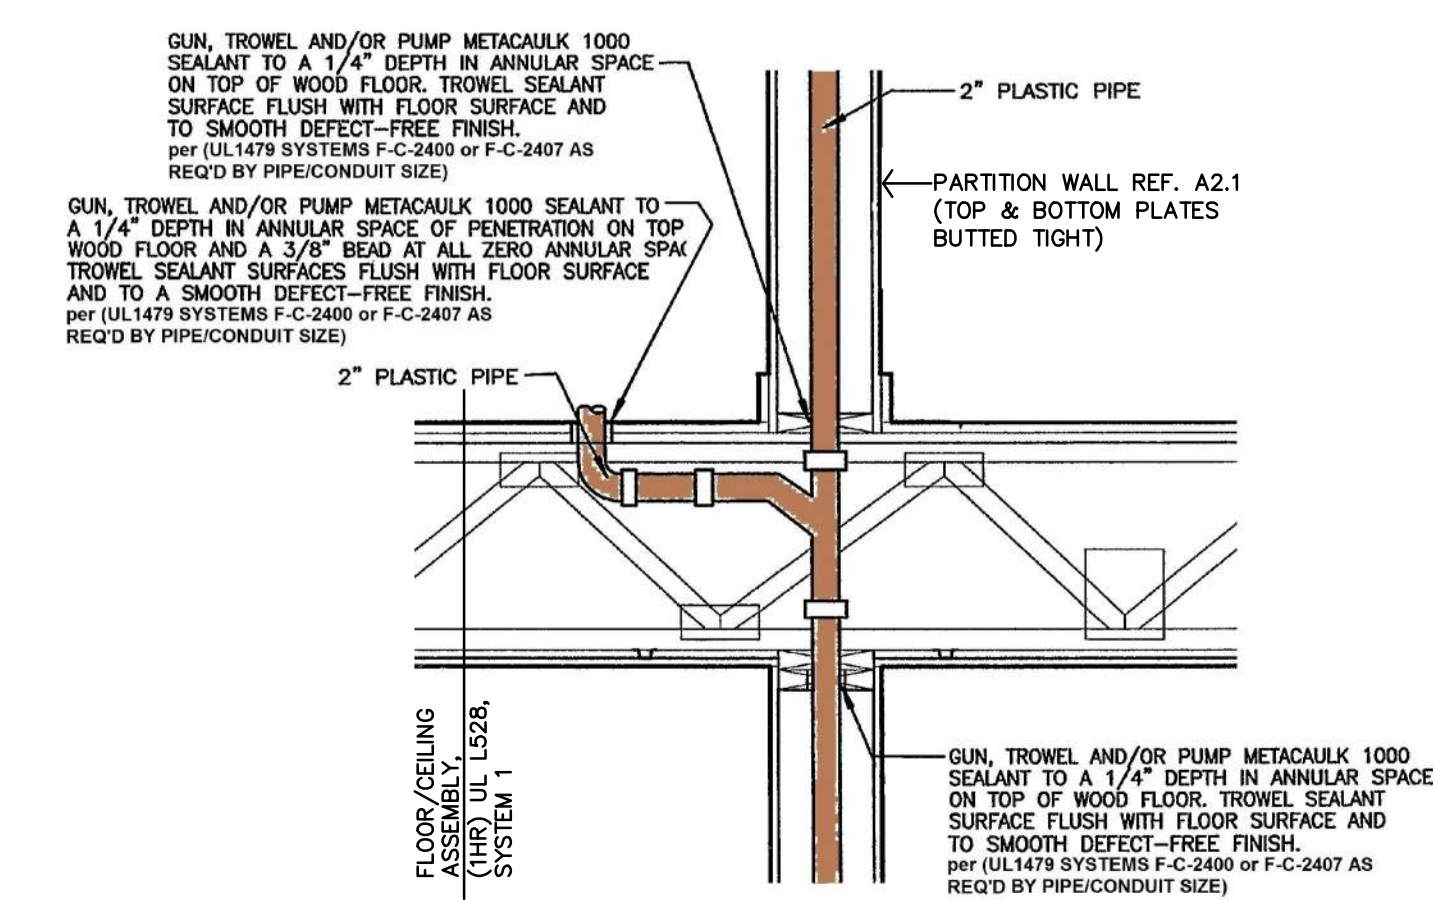 GUN, TROWEL AND/OR PUMP METACAULK 1000
SEALANT TO A 1/4" DEPTH IN ANNULAR SPACE
ON TOP OF WOOD FLOOR. TROWEL SEALANT
SURFACE FLUSH WITH FLOOR SURFACE AND
TO SMOOTH DEFECT-FREE FINISH.
per (UL1479 SYSTEMS F-C-2400 or F-C-2407 AS
REQ'D BY PIPE/CONDUIT SIZE)
GUN, TROWEL AND/OR PUMP METACAULK 1000 SEALANT TO
A 1/4" DEPTH IN ANNULAR SPACE OF PENETRATION ON TOP
WOOD FLOOR AND A 3/8" BEAD AT ALL ZERO ANNULAR SPAC
TROWEL SEALANT SURFACES FLUSH WITH FLOOR SURFACE
AND TO A SMOOTH DEFECT-FREE FINISH.
per (UL1479 SYSTEMS F-C-2400 or F-C-2407 AS
REQ'D BY PIPE/CONDUIT SIZE)
2" PLASTIC PIPE
2" PLASTIC PIPE
PARTITION WALL REF. A2.1
(TOP & BOTTOM PLATES
BUTTED TIGHT)
FLOOR/CEILING
ASSEMBLY,
(1HR) UL L528,
SYSTEM 1
GUN, TROWEL AND/OR PUMP METACAULK 1000
SEALANT TO A 1/4" DEPTH IN ANNULAR SPACE
ON TOP OF WOOD FLOOR. TROWEL SEALANT
SURFACE FLUSH WITH FLOOR SURFACE AND
TO SMOOTH DEFECT-FREE FINISH.
per (UL1479 SYSTEMS F-C-2400 or F-C-2407 AS
REQ'D BY PIPE/CONDUIT SIZE)